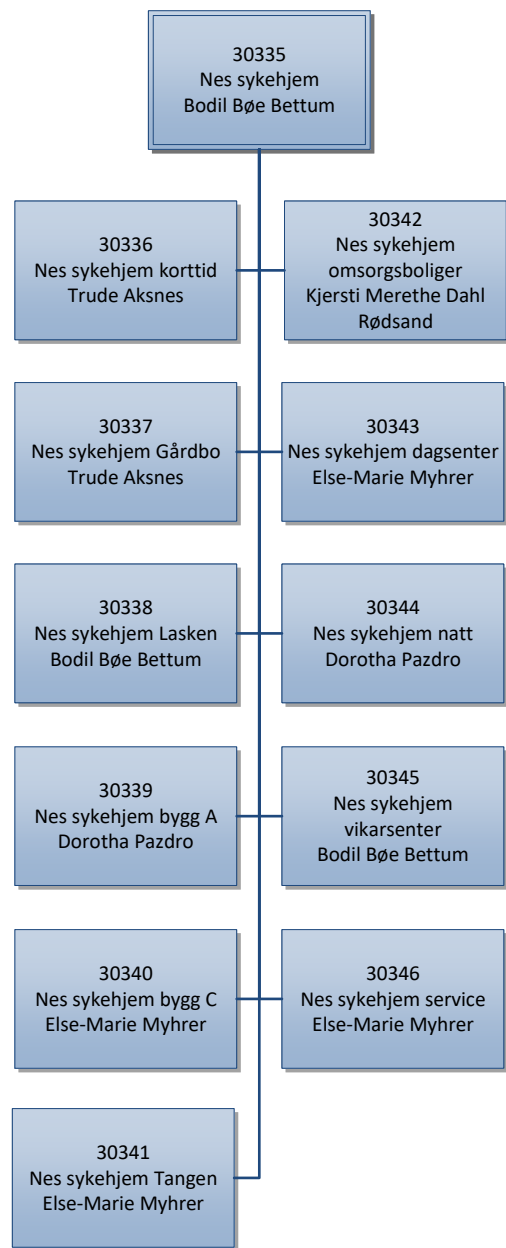 30335
Nes sykehjem
Bodil Bøe Bettum
30336
Nes sykehjem korttid
Trude Aksnes
30342
Nes sykehjem
omsorgsboliger
Kjersti Merethe Dahl
Rødsand
30337
Nes sykehjem Gårdbo
Trude Aksnes
30343
Nes sykehjem dagsenter
Else-Marie Myhrer
30338
Nes sykehjem Lasken
Bodil Bøe Bettum
30344
Nes sykehjem natt
Dorotha Pazdro
30339
Nes sykehjem bygg A
Dorotha Pazdro
30345
Nes sykehjem
vikarsenter
Bodil Bøe Bettum
30340
Nes sykehjem bygg C
Else-Marie Myhrer
30346
Nes sykehjem service
Else-Marie Myhrer
30341
Nes sykehjem Tangen
Else-Marie Myhrer